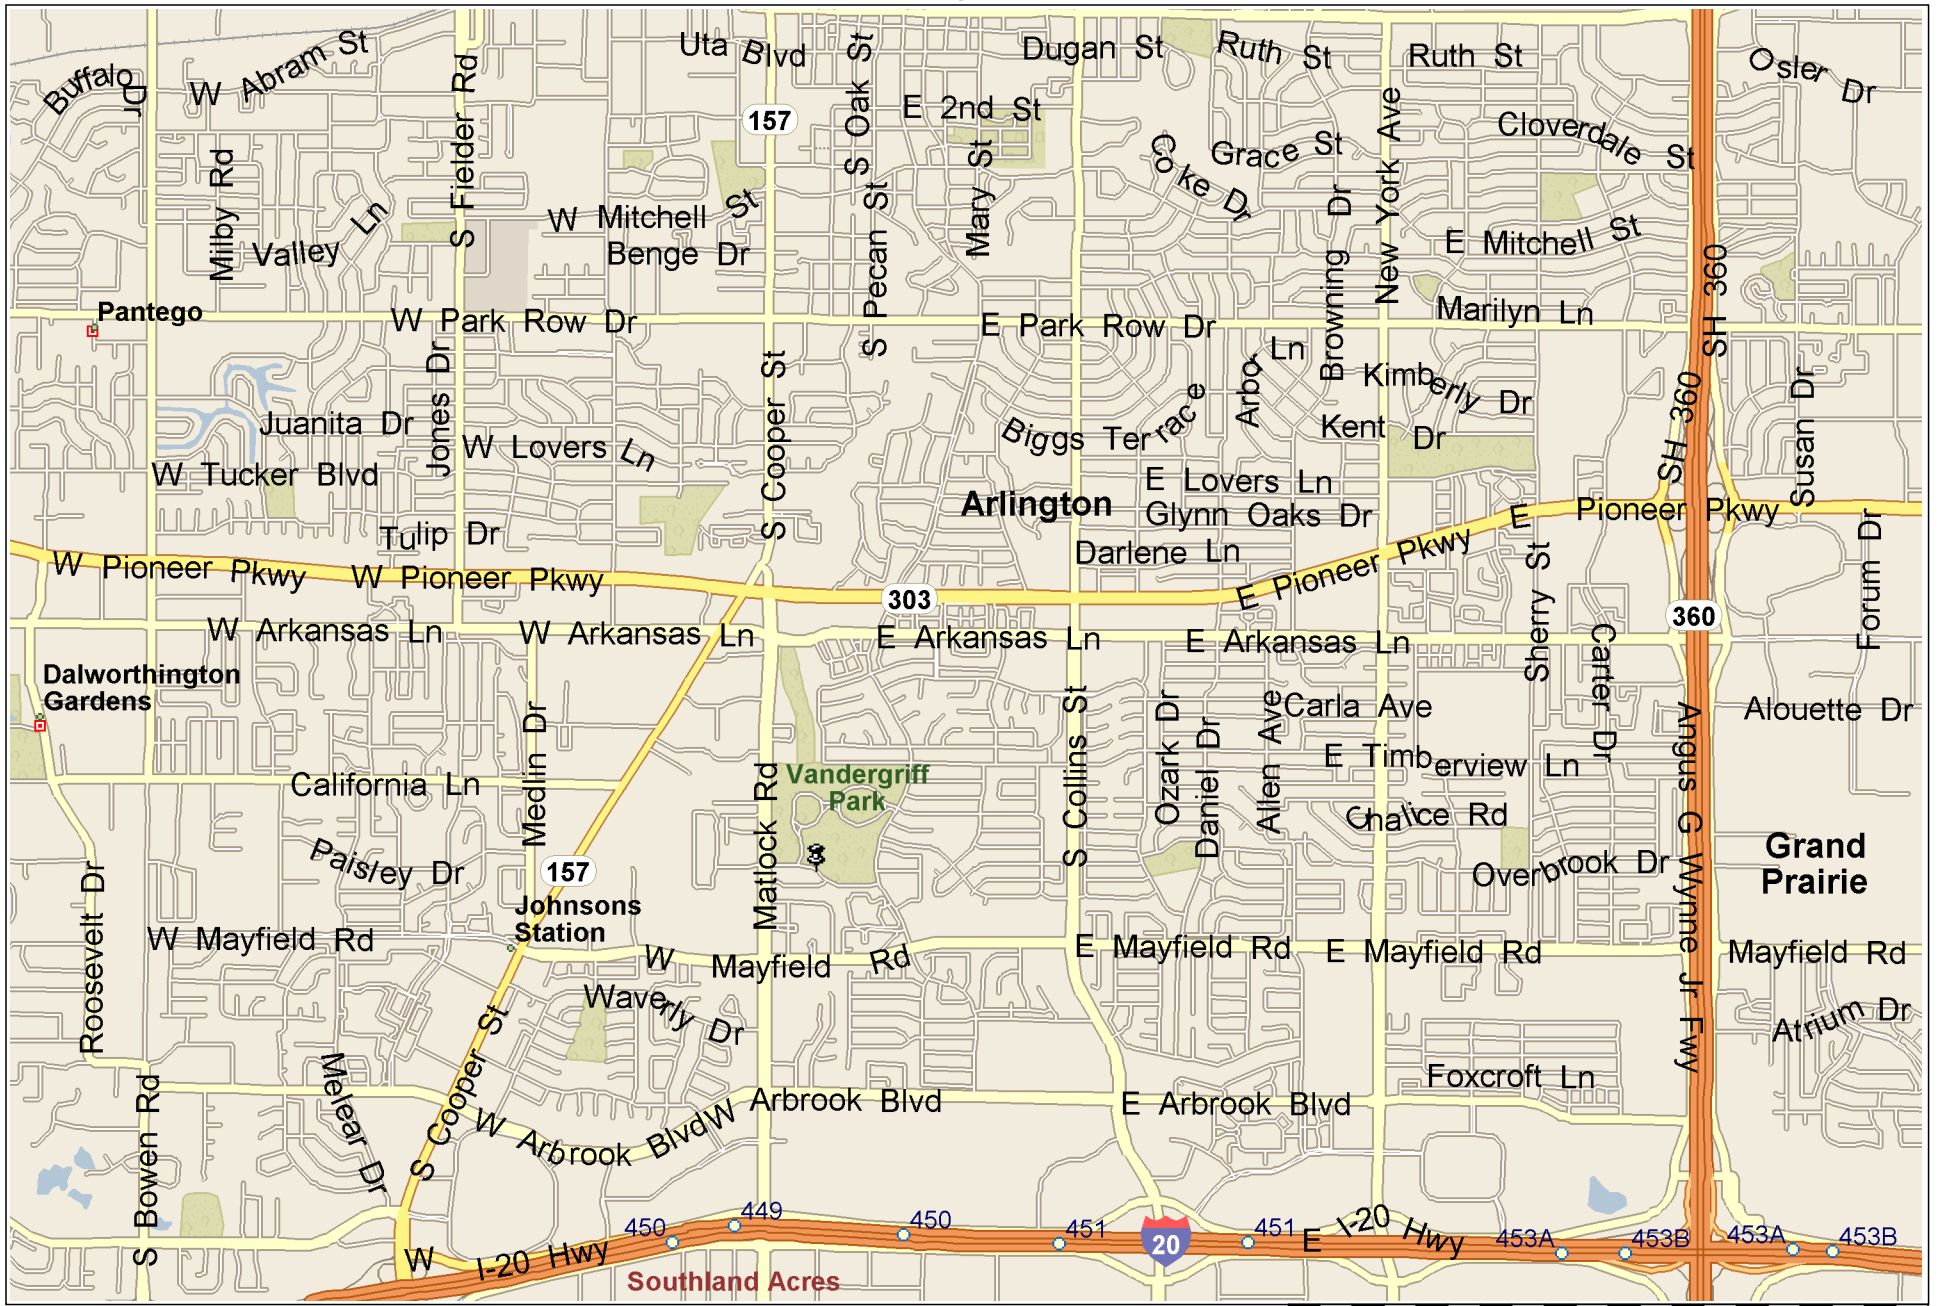 Uta Blvd
S Oak St
Dugan St
Ruth St
Ruth St
Osler Dr
Buffalo Dr
W Abram St
S Fielder Rd
157
E 2nd St
New York Ave
Cloverdale St
Milby Rd
Valley Ln
W Mitchell St
Benge Dr
S Pecan St
Mary St
Coke Dr
Grace St
Browning Dr
E Mitchell St
SH 360
Pantego
W Park Row Dr
E Park Row Dr
Marilyn Ln
Jones Dr
S Cooper St
Arbor Ln
Kimberly Dr
SH 360
Susan Dr
Juanita Dr
W Lovers Ln
Biggs Terrace
Kent Dr
W Tucker Blvd
E Lovers Ln
Arlington
Glynn Oaks Dr
E Pioneer Pkwy
Tulip Dr
Darlene Ln
W Pioneer Pkwy
W Pioneer Pkwy
303
E Pioneer Pkwy
Sherry St
Forum Dr
360
W Arkansas Ln
W Arkansas Ln
E Arkansas Ln
E Arkansas Ln
Carter Dr
Dalworthington
Gardens
Medlin Dr
S Collins St
Ozark Dr
Daniel Dr
Allen Ave
Carla Ave
Alouette Dr
California Ln
Matlock Rd
Vandergriff
Park
E Timberview Ln
Chalice Rd
Angus G Wynne Jr Fwy
Paisley Dr
157
Overbrook Dr
Grand
Prairie
Roosevelt Dr
Johnsons
Station
W Mayfield Rd
W Mayfield Rd
E Mayfield Rd
E Mayfield Rd
Mayfield Rd
Waverly Dr
Atrium Dr
S Cooper St
Melear Dr
Foxcroft Ln
S Bowen Rd
W Arbrook Blvd
W Arbrook Blvd
E Arbrook Blvd
450
449
450
451
20
451
E I-20 Hwy
453A
453B
453A
453B
W I-20 Hwy
Southland Acres